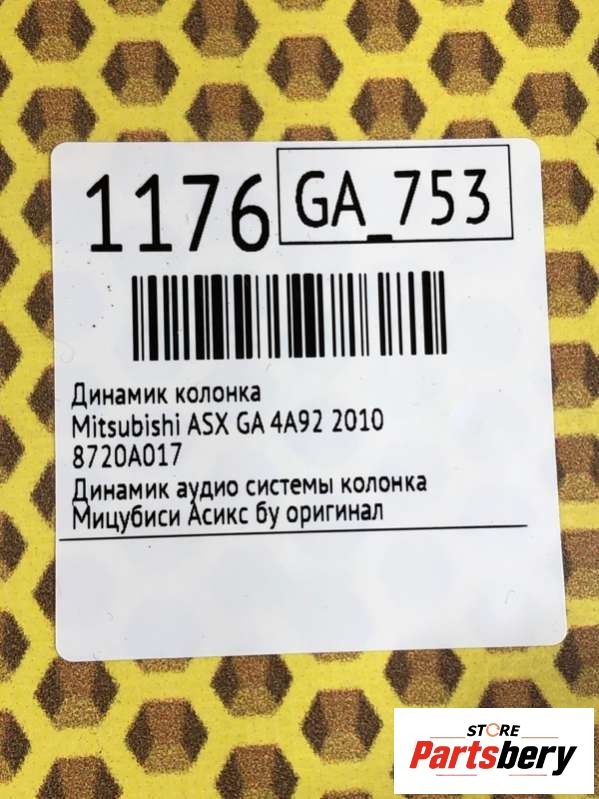 1176 GA_753
Динамик колонка
Mitsubishi ASX GA 4A92 2010
8720A017
Динамик аудио системы колонка
Мицубиси Асикс бу оригинал
STORE
Partsbery